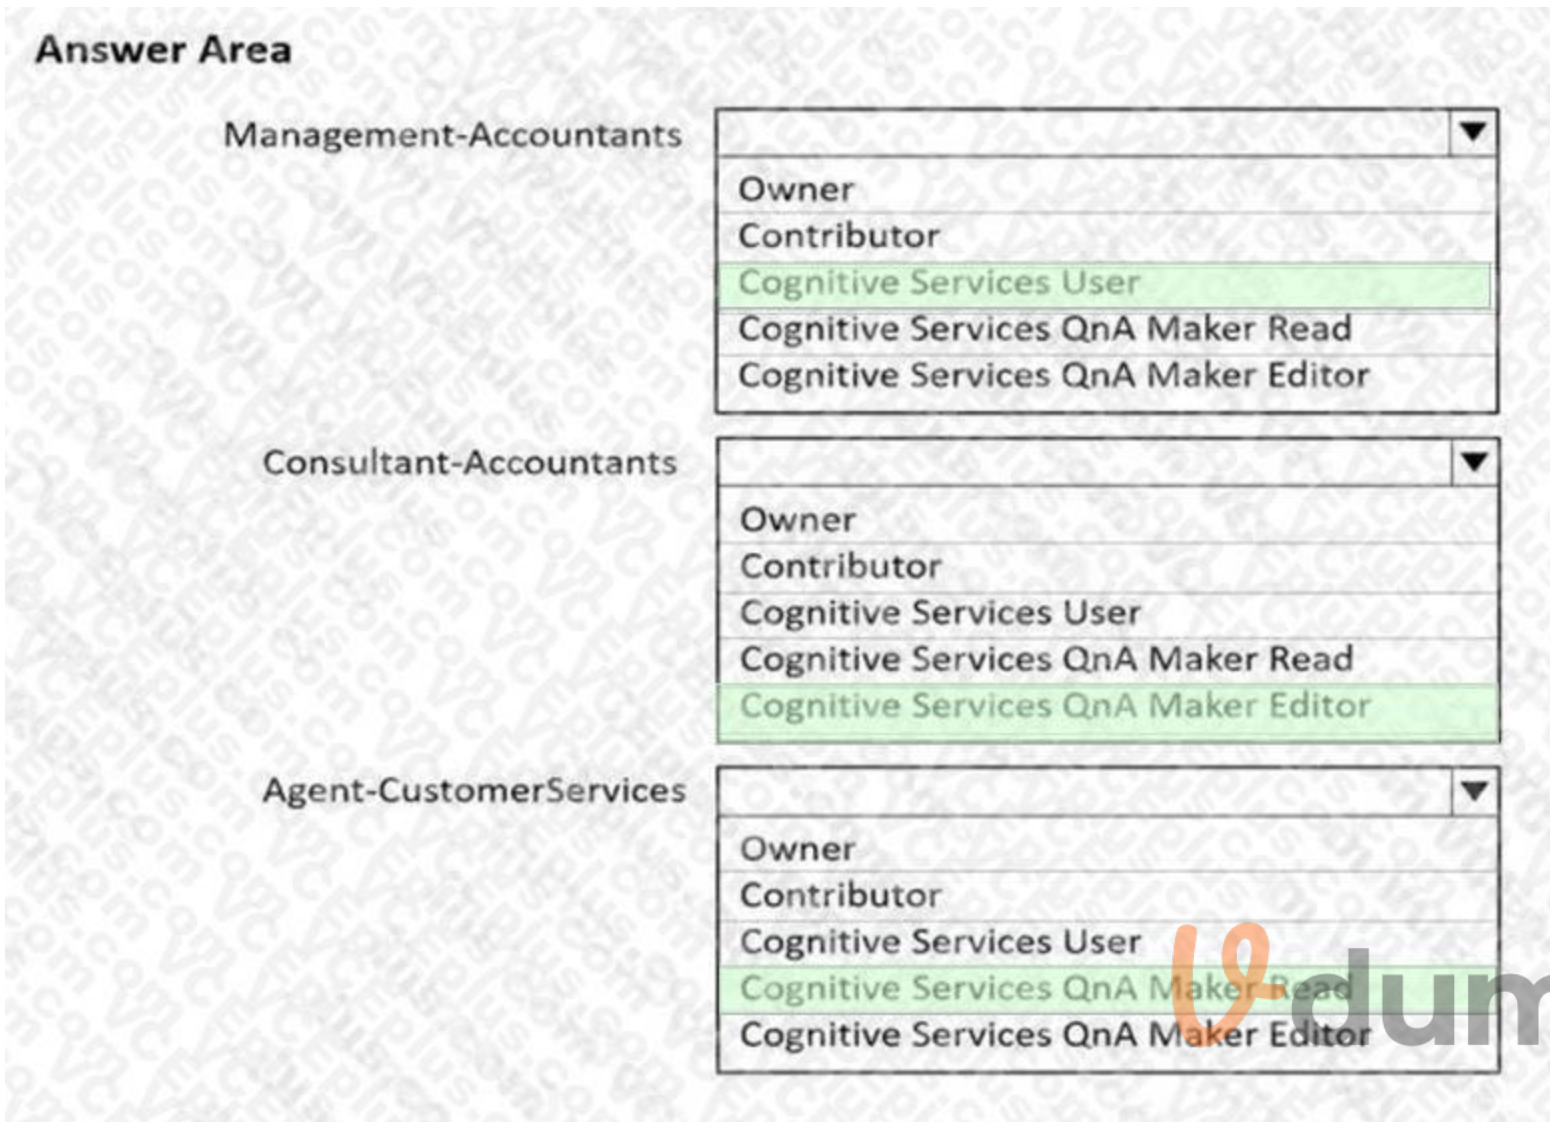 Answer Area
Management-Accountants
Owner
Contributor
Cognitive Services User
Cognitive Services QnA Maker Read
Cognitive Services QnA Maker Editor
Consultant-Accountants
Owner
Contributor
Cognitive Services User
Cognitive Services QnA Maker Read
Cognitive Services QnA Maker Editor
Agent-CustomerServices
Owner
Contributor
Cognitive Services User
Cognitive Services QnA Maker Read
Cognitive Services QnA Maker Editor